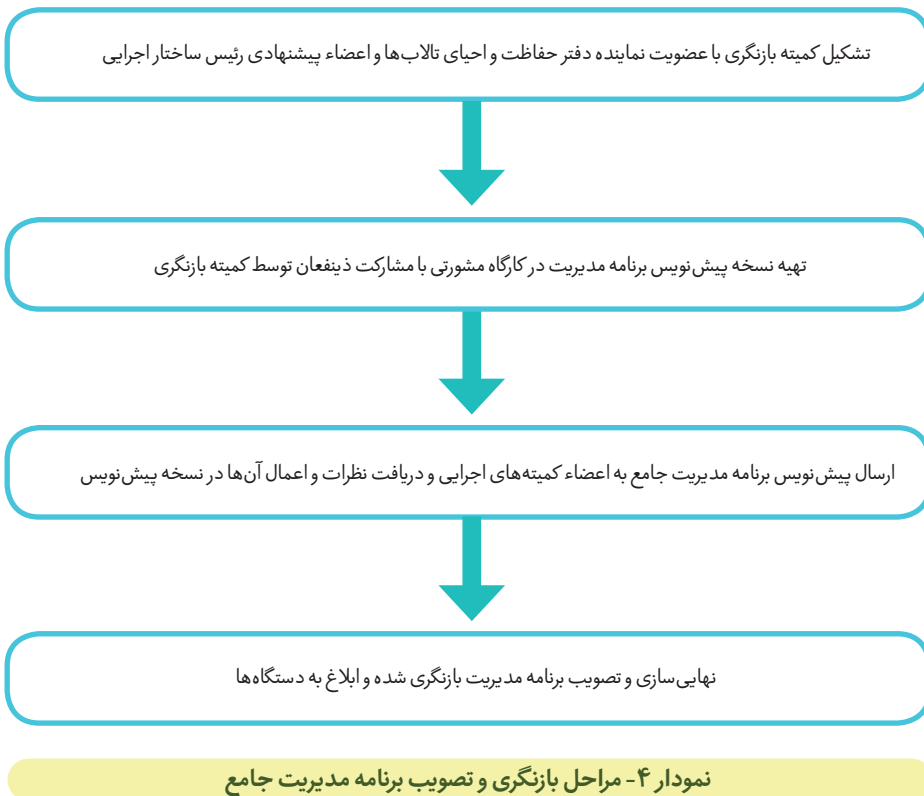 تشکیل کمیته بازنگری با عضویت نماینده دفتر حفاظت و احیای تالاب‌ها و اعضاء پیشنهادی رئیس ساختار اجرایی
تهیه نسخه پیش‌نویس برنامه مدیریت در کارگاه مشورتی با مشارکت ذینفعان توسط کمیته بازنگری
ارسال پیش‌نویس برنامه مدیریت جامع به اعضاء کمیته‌های اجرایی و دریافت نظرات و اعمال آن‌ها در نسخه پیش‌نویس
نهایی‌سازی و تصویب برنامه مدیریت بازنگری شده و ابلاغ به دستگاه‌ها
نمودار ۴- مراحل بازنگری و تصویب برنامه مدیریت جامع